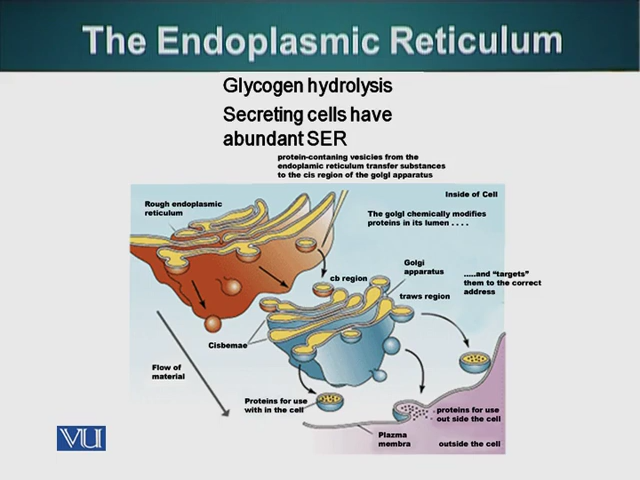 The Endoplasmic Reticulum
Glycogen hydrolysis
Secreting cells have
abundant SER
protein-contaning vesicies from the
endoplamic reticulum transfer substances
to the cis region of the golgi apparatus
Inside of Cell
Rough endoplasmic
reticulum
The golgi chemically modifies
proteins in its lumen . . . .
Golgi
apparatus
.....and “targets”
them to the correct
address
cb region
traws region
Cisbemae
Flow of
material
Proteins for use
with in the cell
proteins for use
out side the cell
Plazma
membra
outside the cell
VU